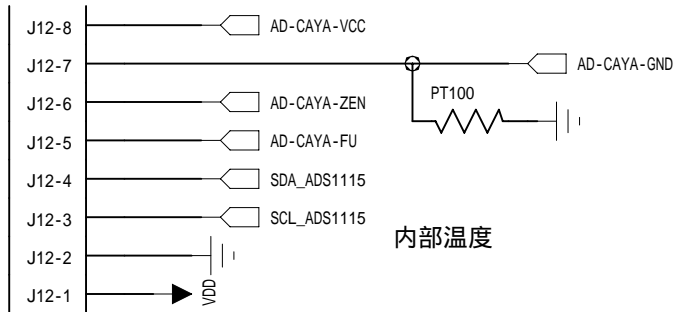 J12-8 AD-CAYA-VCC
J12-7 AD-CAYA-GND
PT100
J12-6 AD-CAYA-ZEN
J12-5 AD-CAYA-FU
J12-4 SDA_ADS1115
J12-3 SCL_ADS1115
内部温度
J12-2
J12-1 VDD